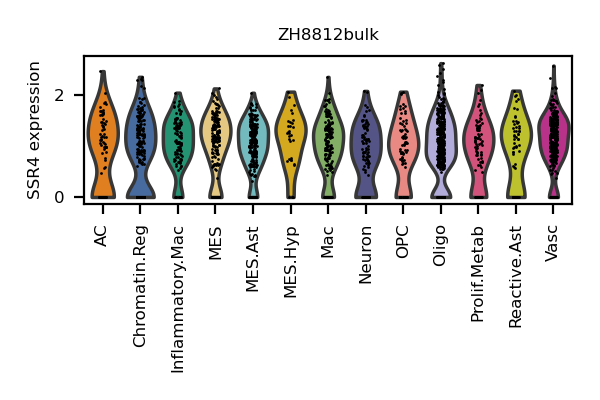 ZH8812bulk
SSR4 expression
2
0
AC
Chromatin.Reg
Inflammatory.Mac
MES
MES.Ast
MES.Hyp
Mac
Neuron
OPC
Oligo
Prolif.Metab
Reactive.Ast
Vasc